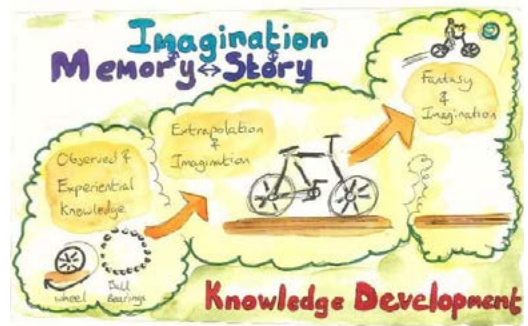 Imagination
Memory ↔ Story
Fantasy
&
Imagination
Extrapolation
&
Imagination
Observed &
Experiential
Knowledge
wheel
Ball
Bearings
Knowledge Development